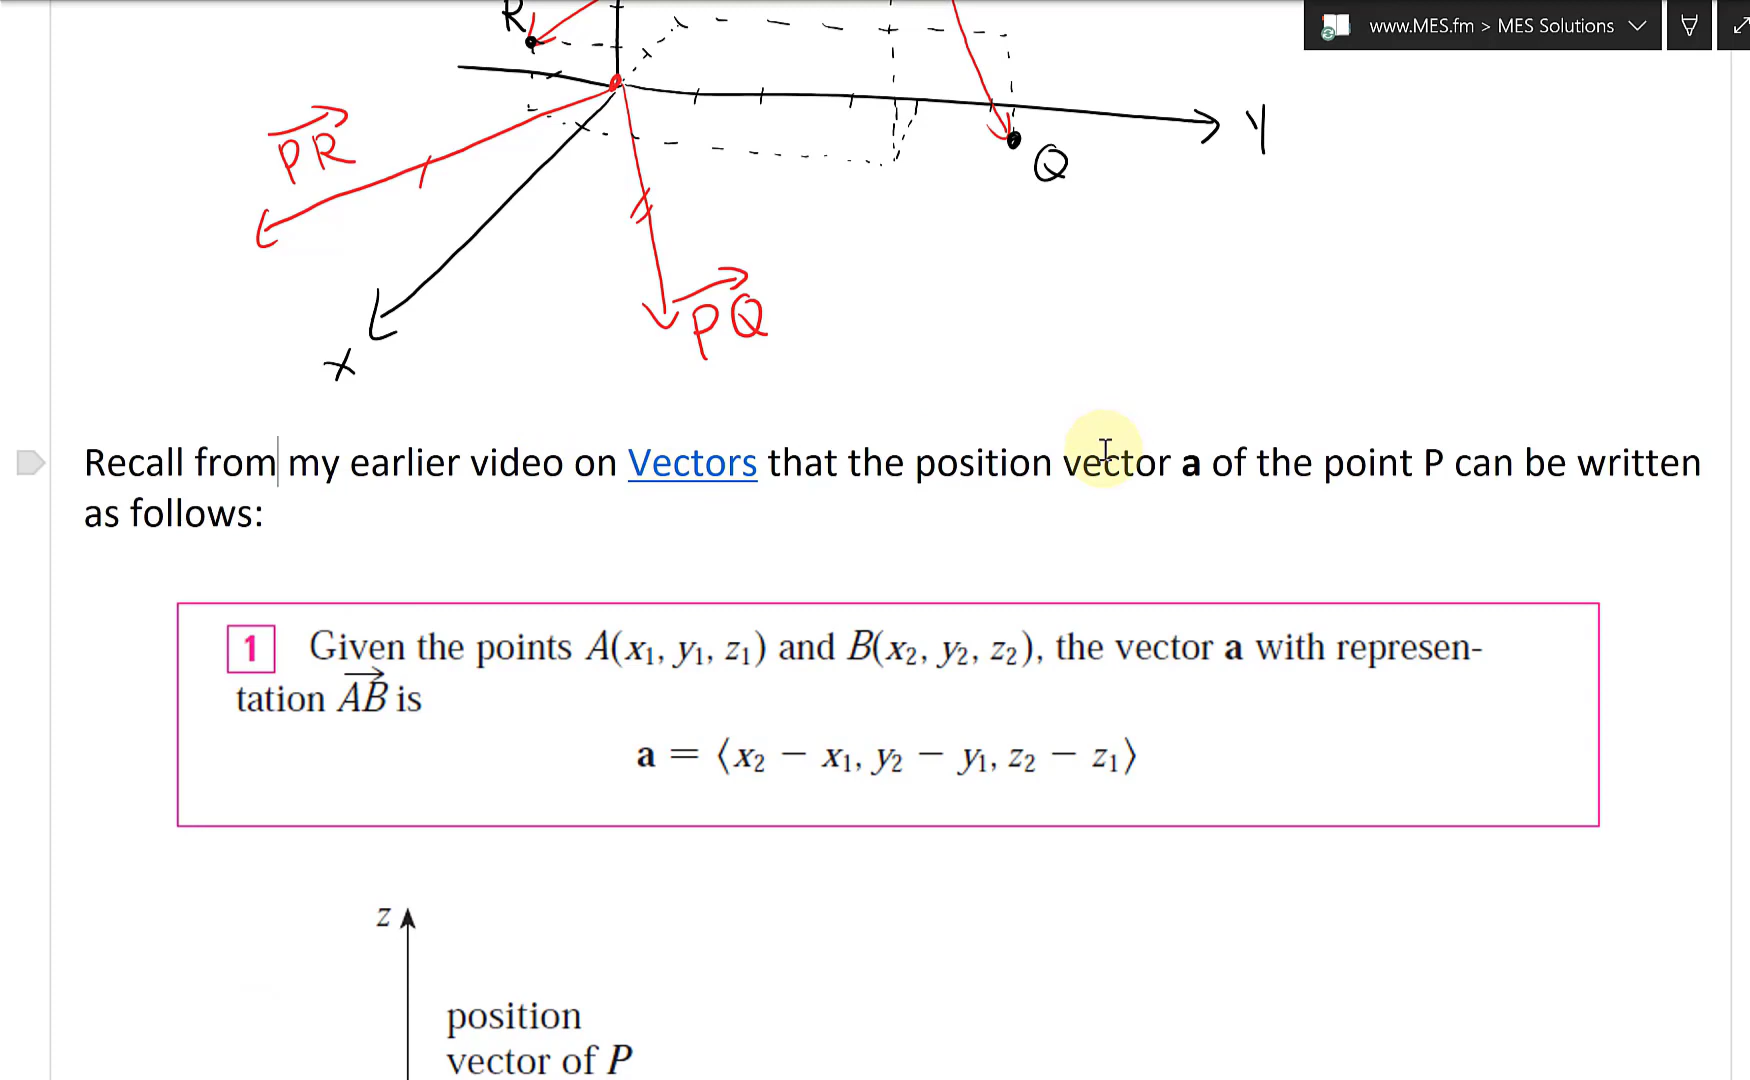 www.MES.fm > MES Solutions
R
Y
PR
Q
PQ
X
Recall from my earlier video on Vectors that the position vector a of the point P can be written
as follows:
1 Given the points A(x₁, y₁, z₁) and B(x₂, y₂, z₂), the vector a with represen-
tation AB is
a = ⟨x₂ − x₁, y₂ − y₁, z₂ − z₁⟩
z
position
vector of P